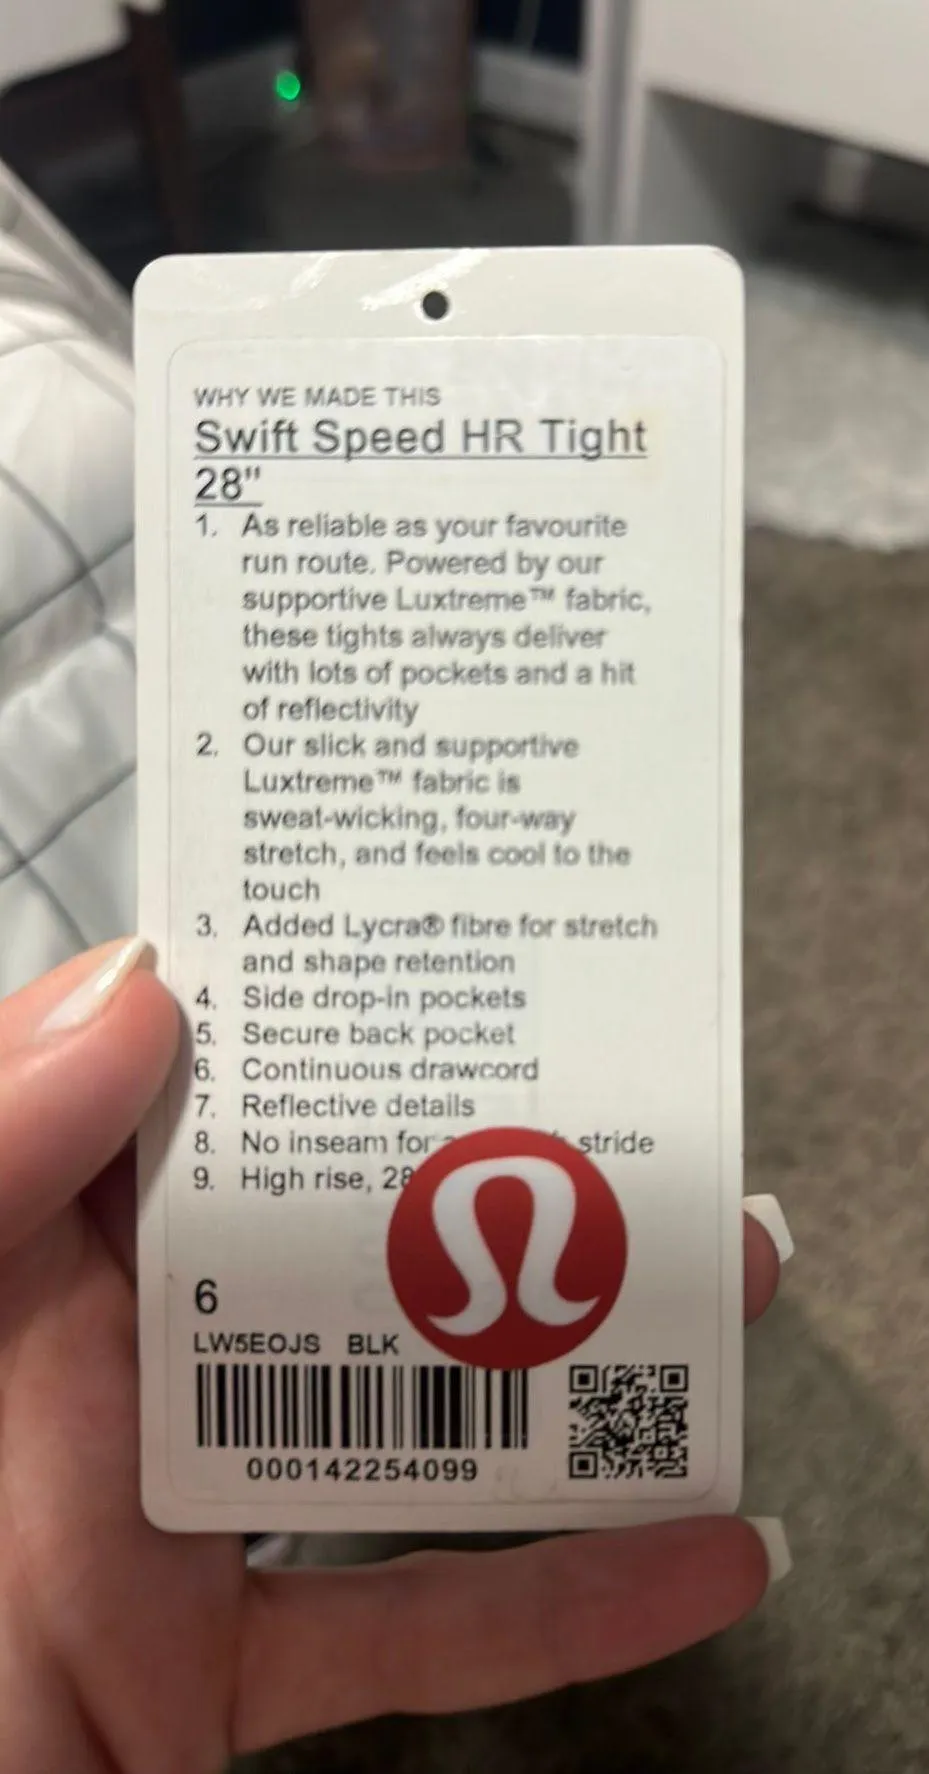 WHY WE MADE THIS
Swift Speed HR Tight
28"
1. As reliable as your favourite
run route. Powered by our
supportive Luxtreme™ fabric,
these tights always deliver
with lots of pockets and a hit
of reflectivity
2. Our slick and supportive
Luxtreme™ fabric is
sweat-wicking, four-way
stretch, and feels cool to the
touch
3. Added Lycra® fibre for stretch
and shape retention
4. Side drop-in pockets
5. Secure back pocket
6. Continuous drawcord
7. Reflective details
8. No inseam for stride
9. High rise, 28
6
LW5EOJS BLK
000142254099